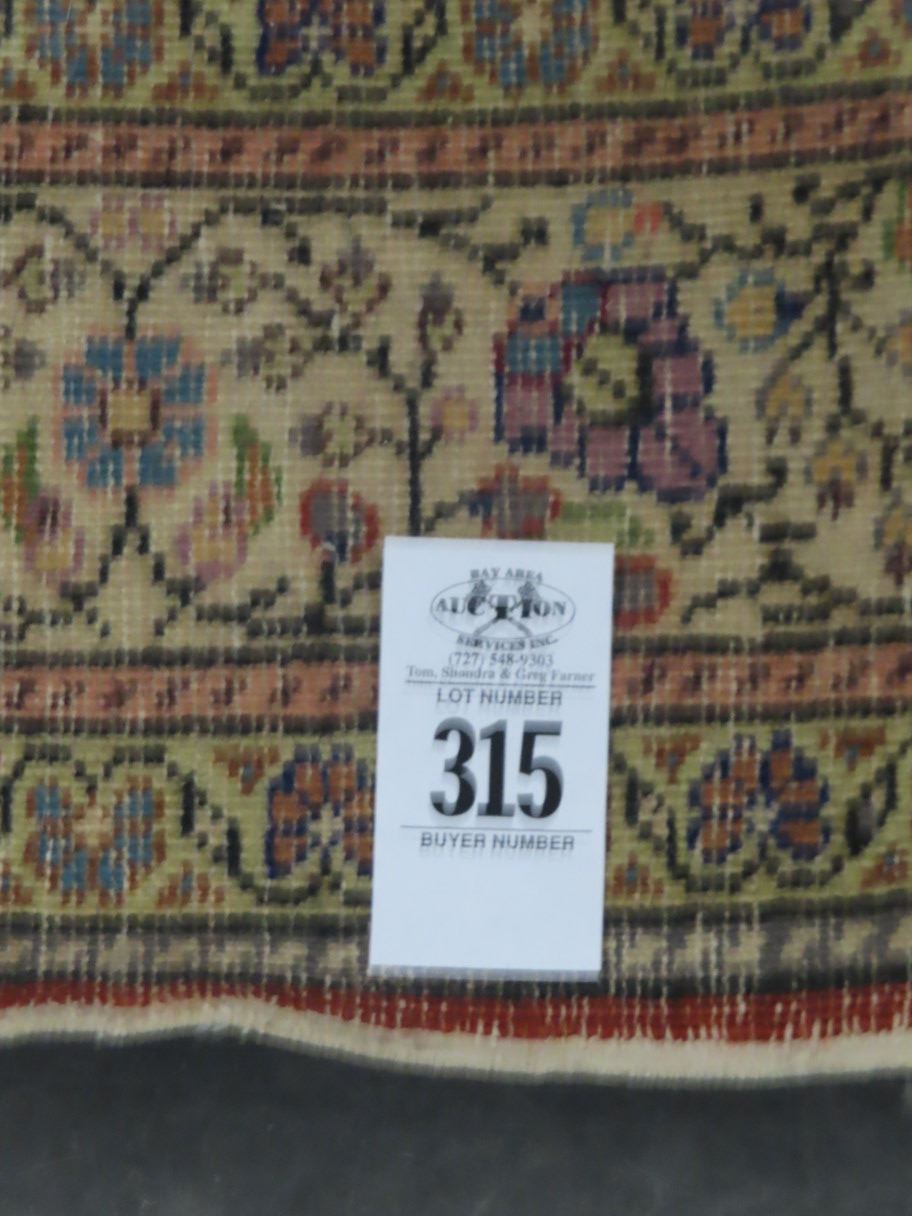 BAY AREA
AUCTION
SERVICES INC.
(727) 548-9303
Tom, Shondra & Greg Farner
LOT NUMBER
315
BUYER NUMBER